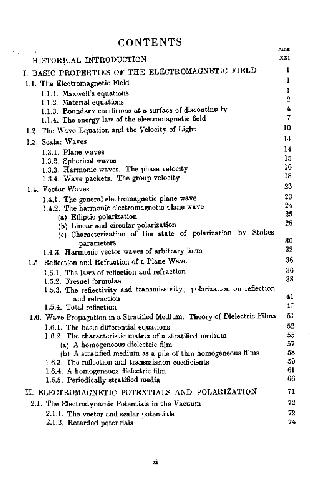 CONTENTS
PAGE
HISTORICAL INTRODUCTION xxi
I. BASIC PROPERTIES OF THE ELECTROMAGNETIC FIELD 1
1.1. The Electromagnetic Field 1
1.1.1. Maxwell's equations 1
1.1.2. Material equations 2
1.1.3. Boundary conditions at a surface of discontinuity 4
1.1.4. The energy law of the electromagnetic field 7
1.2. The Wave Equation and the Velocity of Light 10
1.3. Scalar Waves 14
1.3.1. Plane waves 14
1.3.2. Spherical waves 15
1.3.3. Harmonic waves. The phase velocity 16
1.3.4. Wave packets. The group velocity 18
1.4. Vector Waves 23
1.4.1. The general electromagnetic plane wave 23
1.4.2. The harmonic electromagnetic plane wave 24
(a) Elliptic polarization 25
(b) Linear and circular polarization 28
(c) Characterization of the state of polarization by Stokes
parameters 30
1.4.3. Harmonic vector waves of arbitrary form 32
1.5. Reflection and Refraction of a Plane Wave 36
1.5.1. The laws of reflection and refraction 36
1.5.2. Fresnel formulae 38
1.5.3. The reflectivity and transmissivity; polarization on reflection
and refraction 41
1.5.4. Total reflection 47
1.6. Wave Propagation in a Stratified Medium. Theory of Dielectric Films 51
1.6.1. The basic differential equations 52
1.6.2. The characteristic matrix of a stratified medium 55
(a) A homogeneous dielectric film 57
(b) A stratified medium as a pile of thin homogeneous films 58
1.6.3. The reflection and transmission coefficients 59
1.6.4. A homogeneous dielectric film 61
1.6.5. Periodically stratified media 66
II. ELECTROMAGNETIC POTENTIALS AND POLARIZATION 71
2.1. The Electrodynamic Potentials in the Vacuum 72
2.1.1. The vector and scalar potentials 72
2.1.2. Retarded potentials 74
xi